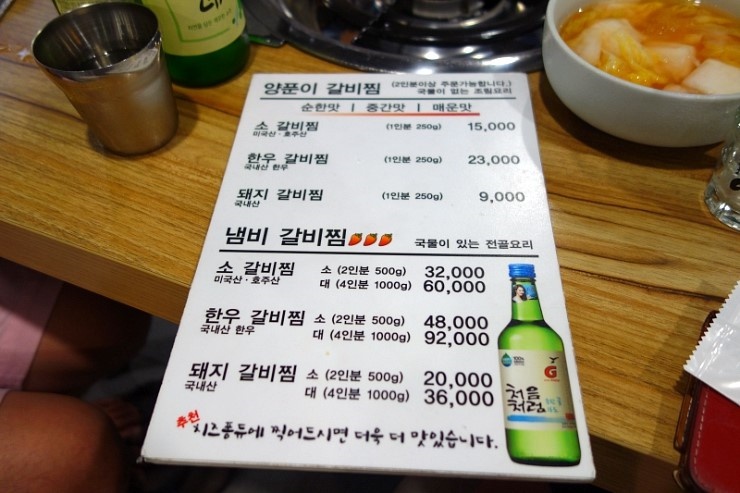 양푼이 갈비찜 (2인분이상 주문가능합니다.)
국물이 없는 조림요리
순한맛 | 중간맛 | 매운맛
소 갈비찜 (1인분 250g) 15,000
미국산·호주산
한우 갈비찜 (1인분 250g) 23,000
국내산 한우
돼지 갈비찜 (1인분 250g) 9,000
국내산
냄비 갈비찜 국물이 있는 전골요리
소 갈비찜 소 (2인분 500g) 32,000
미국산·호주산 대 (4인분 1000g) 60,000
한우 갈비찜 소 (2인분 500g) 48,000
국내산 한우 대 (4인분 1000g) 92,000
돼지 갈비찜 소 (2인분 500g) 20,000
국내산 대 (4인분 1000g) 36,000
추천 치즈퐁듀에 찍어드시면 더욱 더 맛있습니다.
G
처음
처럼